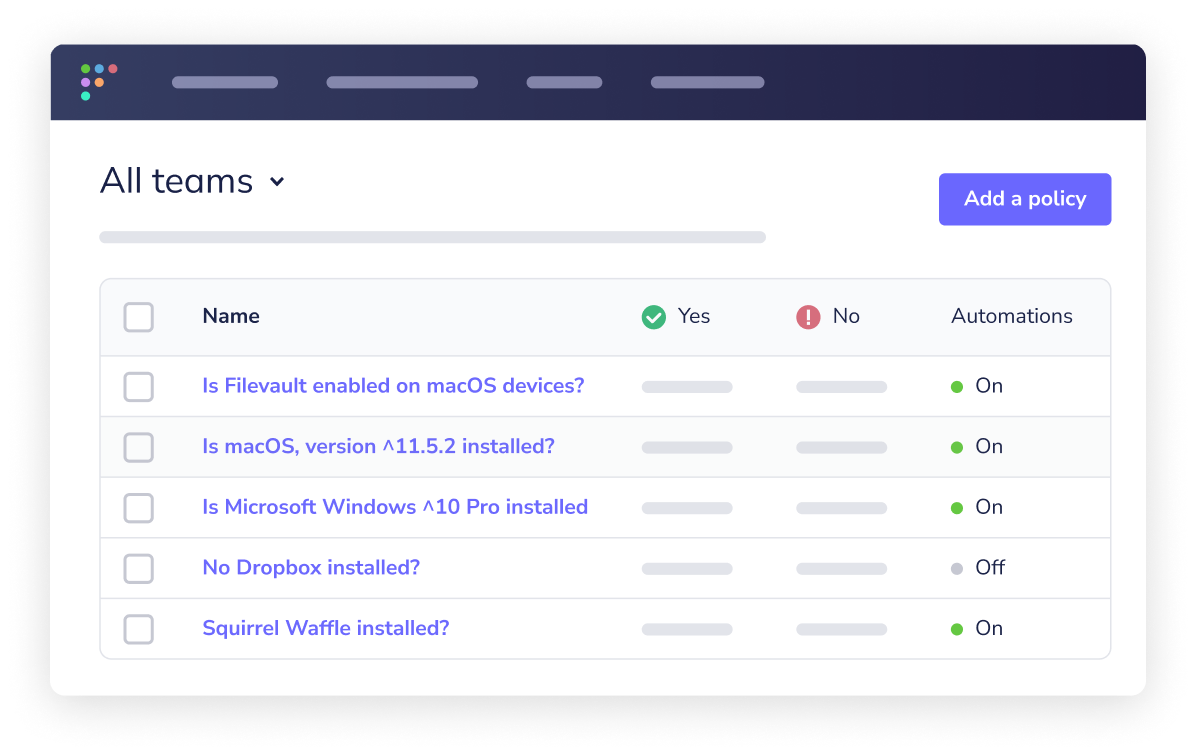 All teams
Add a policy
Name Yes No Automations
Is Filevault enabled on macOS devices? On
Is macOS, version ^11.5.2 installed? On
Is Microsoft Windows ^10 Pro installed On
No Dropbox installed? Off
Squirrel Waffle installed? On